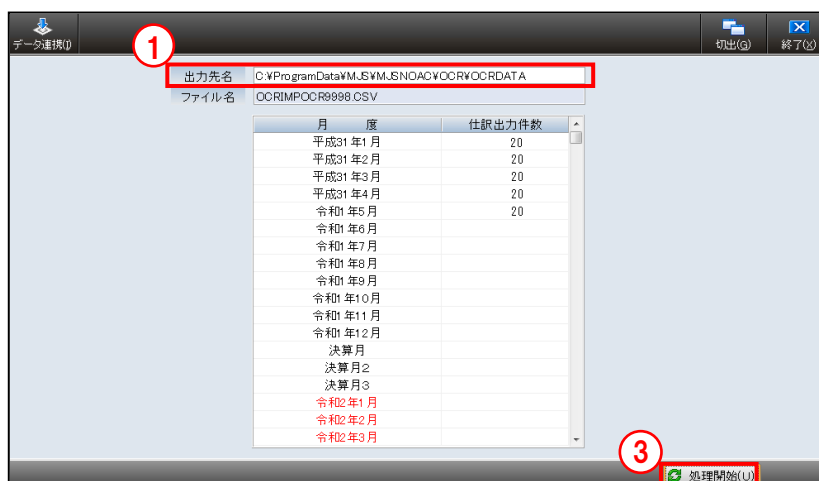 データ連携(I)
切出(G)
終了(X)
1
出力先名 C:¥ProgramData¥MJS¥MJSNOAC¥OCR¥OCRDATA
ファイル名 OCRIMPOCR9998.CSV
月 度 仕訳出力件数
平成31年1月 20
平成31年2月 20
平成31年3月 20
平成31年4月 20
令和1年5月 20
令和1年6月
令和1年7月
令和1年8月
令和1年9月
令和1年10月
令和1年11月
令和1年12月
決算月
決算月2
決算月3
令和2年1月
令和2年2月
令和2年3月
3
処理開始(U)